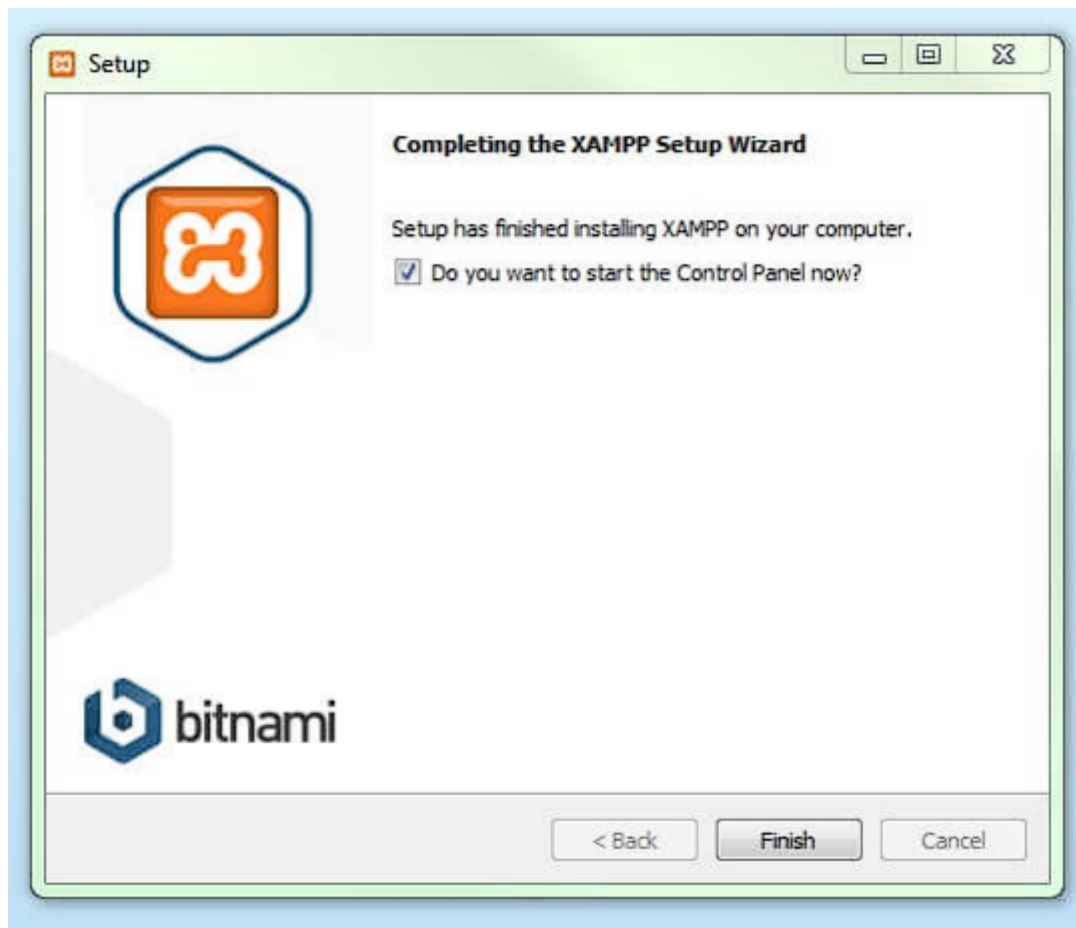 Setup
Completing the XAMPP Setup Wizard
Setup has finished installing XAMPP on your computer.
Do you want to start the Control Panel now?
bitnami
< Back
Finish
Cancel